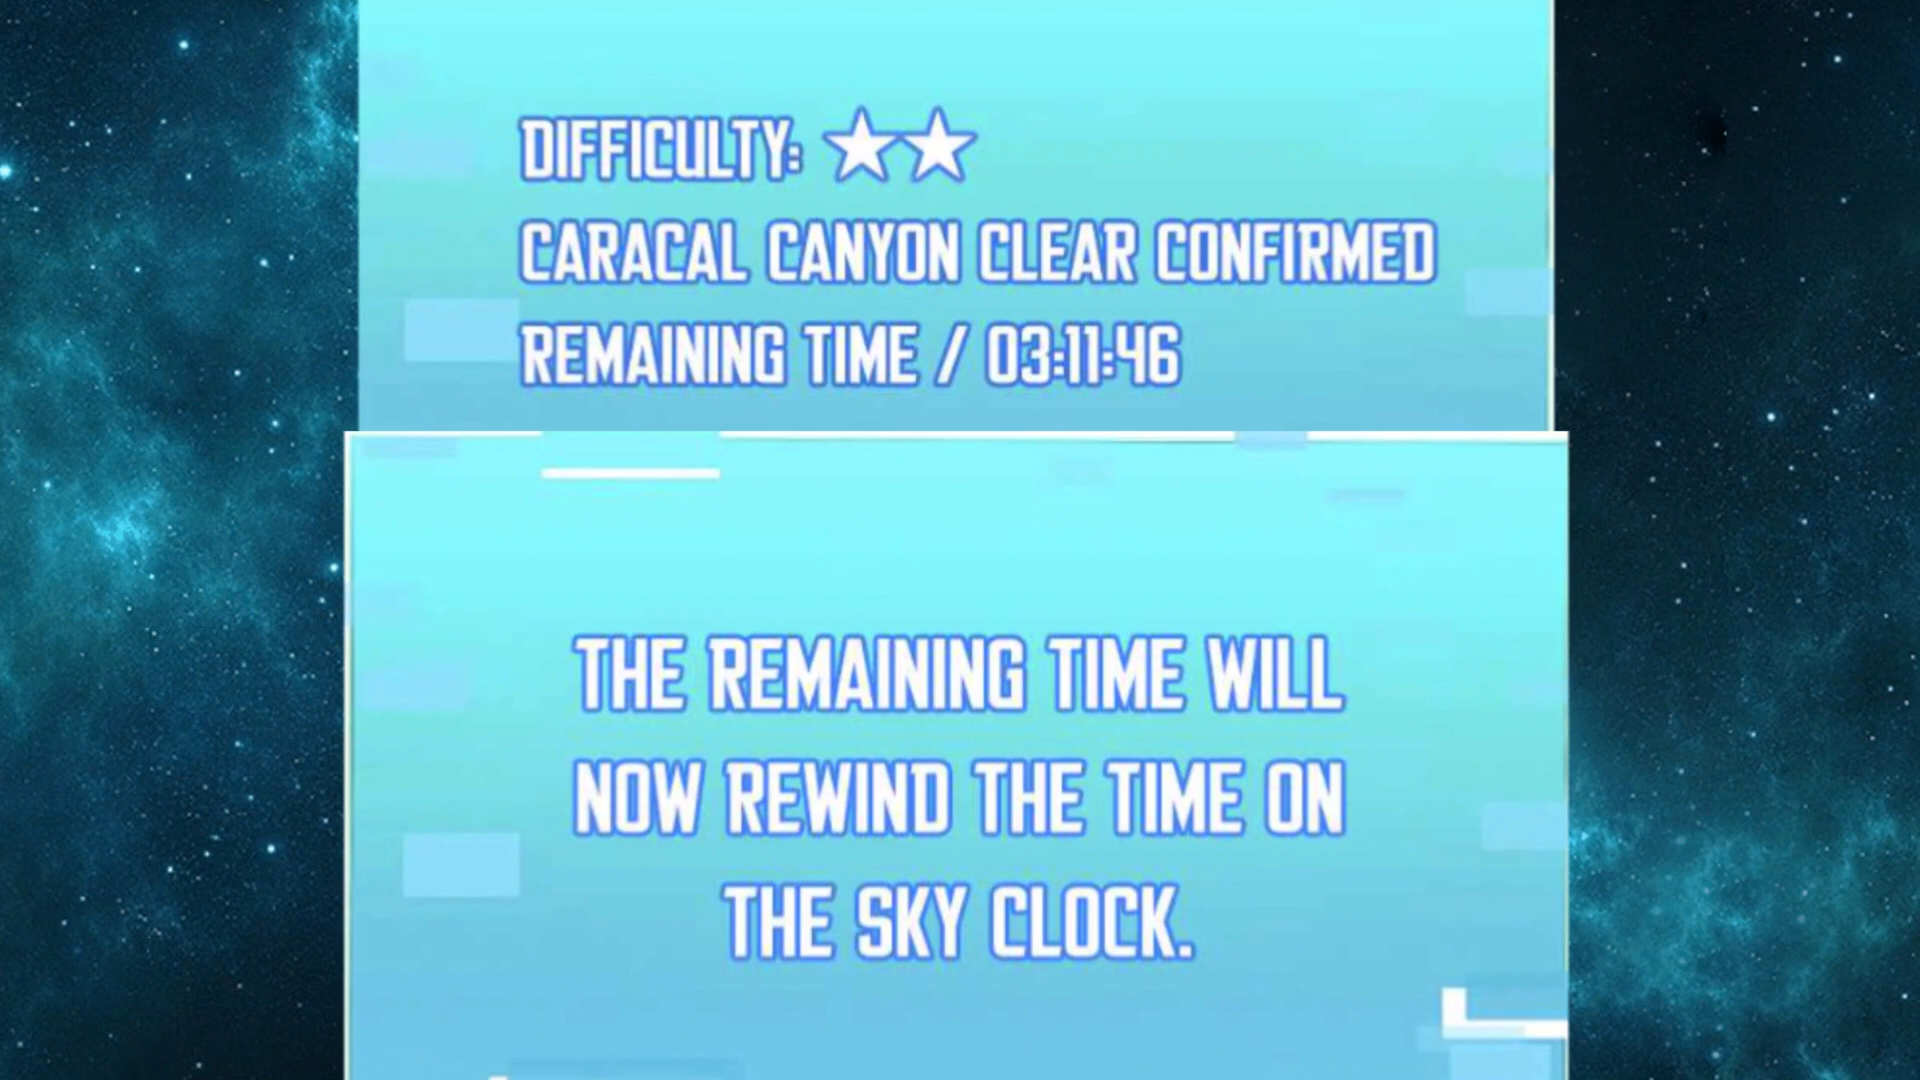 DIFFICULTY: ★★
CARACAL CANYON CLEAR CONFIRMED
REMAINING TIME / 03:11:46
THE REMAINING TIME WILL
NOW REWIND THE TIME ON
THE SKY CLOCK.